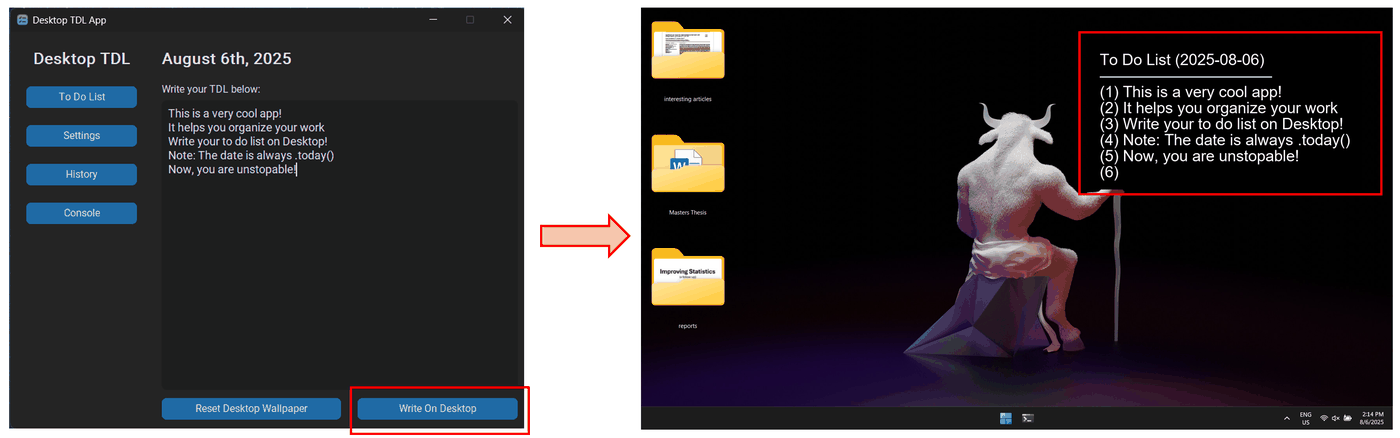 Desktop TDL App
Desktop TDL
To Do List
Settings
History
Console
August 6th, 2025
Write your TDL below:
This is a very cool app!
It helps you organize your work
Write your to do list on Desktop!
Note: The date is always .today()
Now, you are unstopable!
Reset Desktop Wallpaper
Write On Desktop
interesting articles
W
Masters Thesis
Improving Statistics
reports
To Do List (2025-08-06)
(1) This is a very cool app!
(2) It helps you organize your work
(3) Write your to do list on Desktop!
(4) Note: The date is always .today()
(5) Now, you are unstopable!
(6)
ENG
US
2:14 PM
8/6/2025